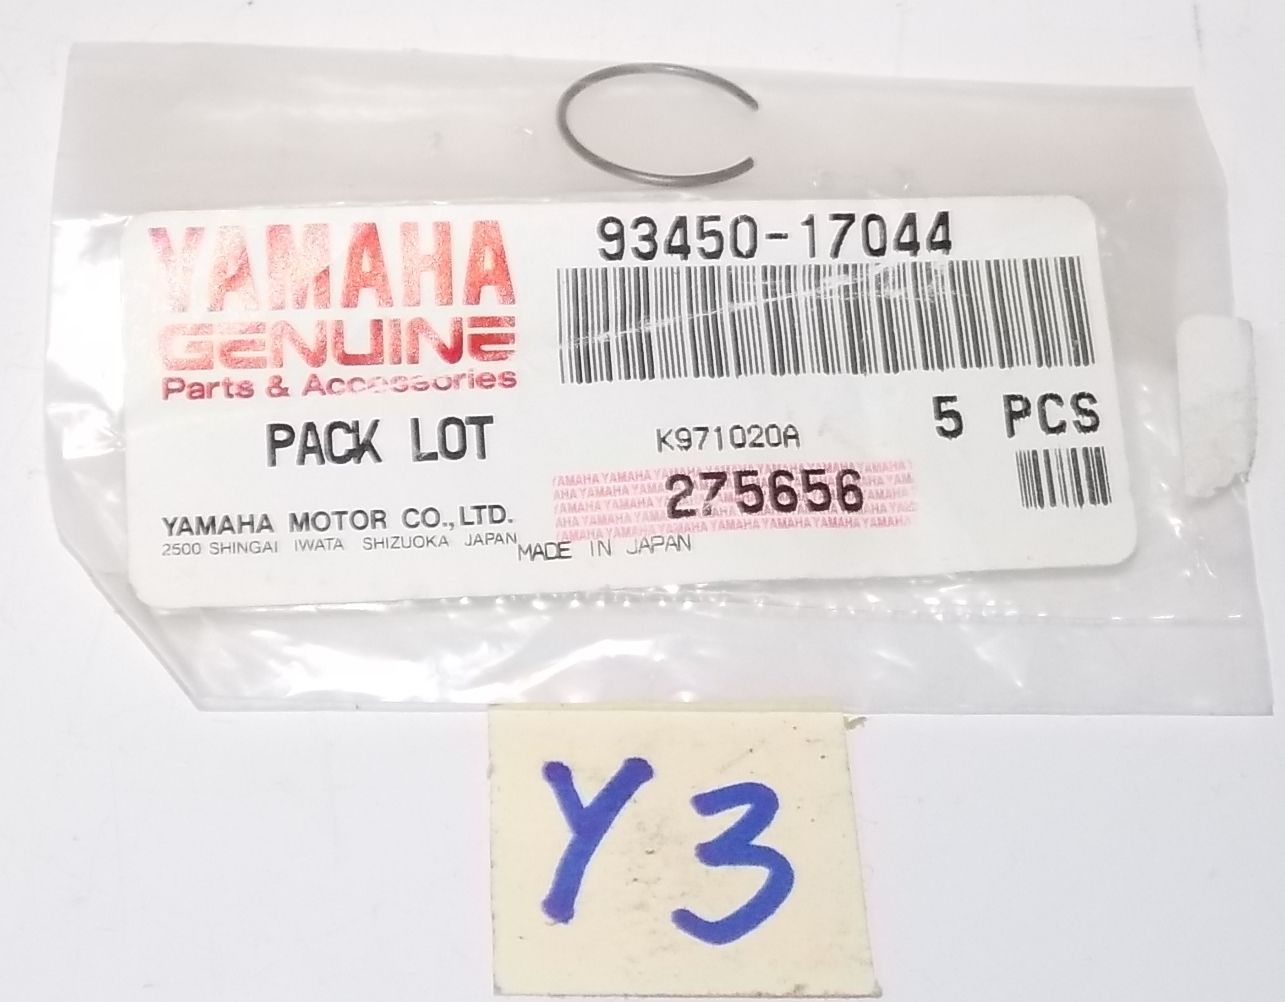 YAMAHA
GENUINE
Parts & Accessories
93450-17044
PACK LOT
K971020A
5 PCS
275656
YAMAHA MOTOR CO., LTD.
2500 SHINGAI IWATA SHIZUOKA JAPAN
MADE IN JAPAN
Y3